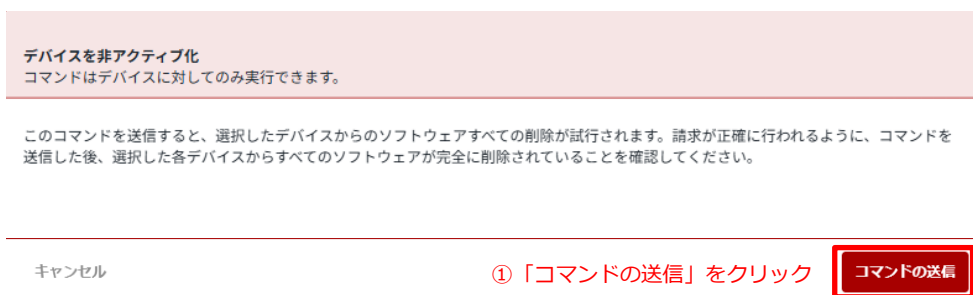 デバイスを非アクティブ化
コマンドはデバイスに対してのみ実行できます。
このコマンドを送信すると、選択したデバイスからのソフトウェアすべての削除が試行されます。請求が正確に行われるように、コマンドを
送信した後、選択した各デバイスからすべてのソフトウェアが完全に削除されていることを確認してください。
キャンセル
①「コマンドの送信」をクリック
コマンドの送信